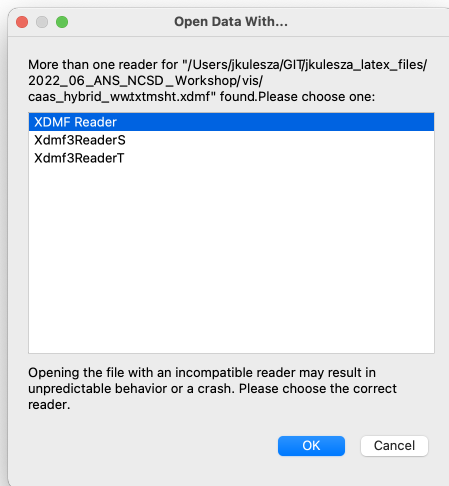 Open Data With...
More than one reader for "/Users/jkulesza/GIT/jkulesza_latex_files/
2022_06_ANS_NCSD_Workshop/vis/
caas_hybrid_ww.txtmsht.xdmf" found.Please choose one:
XDMF Reader
Xdmf3ReaderS
Xdmf3ReaderT
Opening the file with an incompatible reader may result in
unpredictable behavior or a crash. Please choose the correct
reader.
OK Cancel